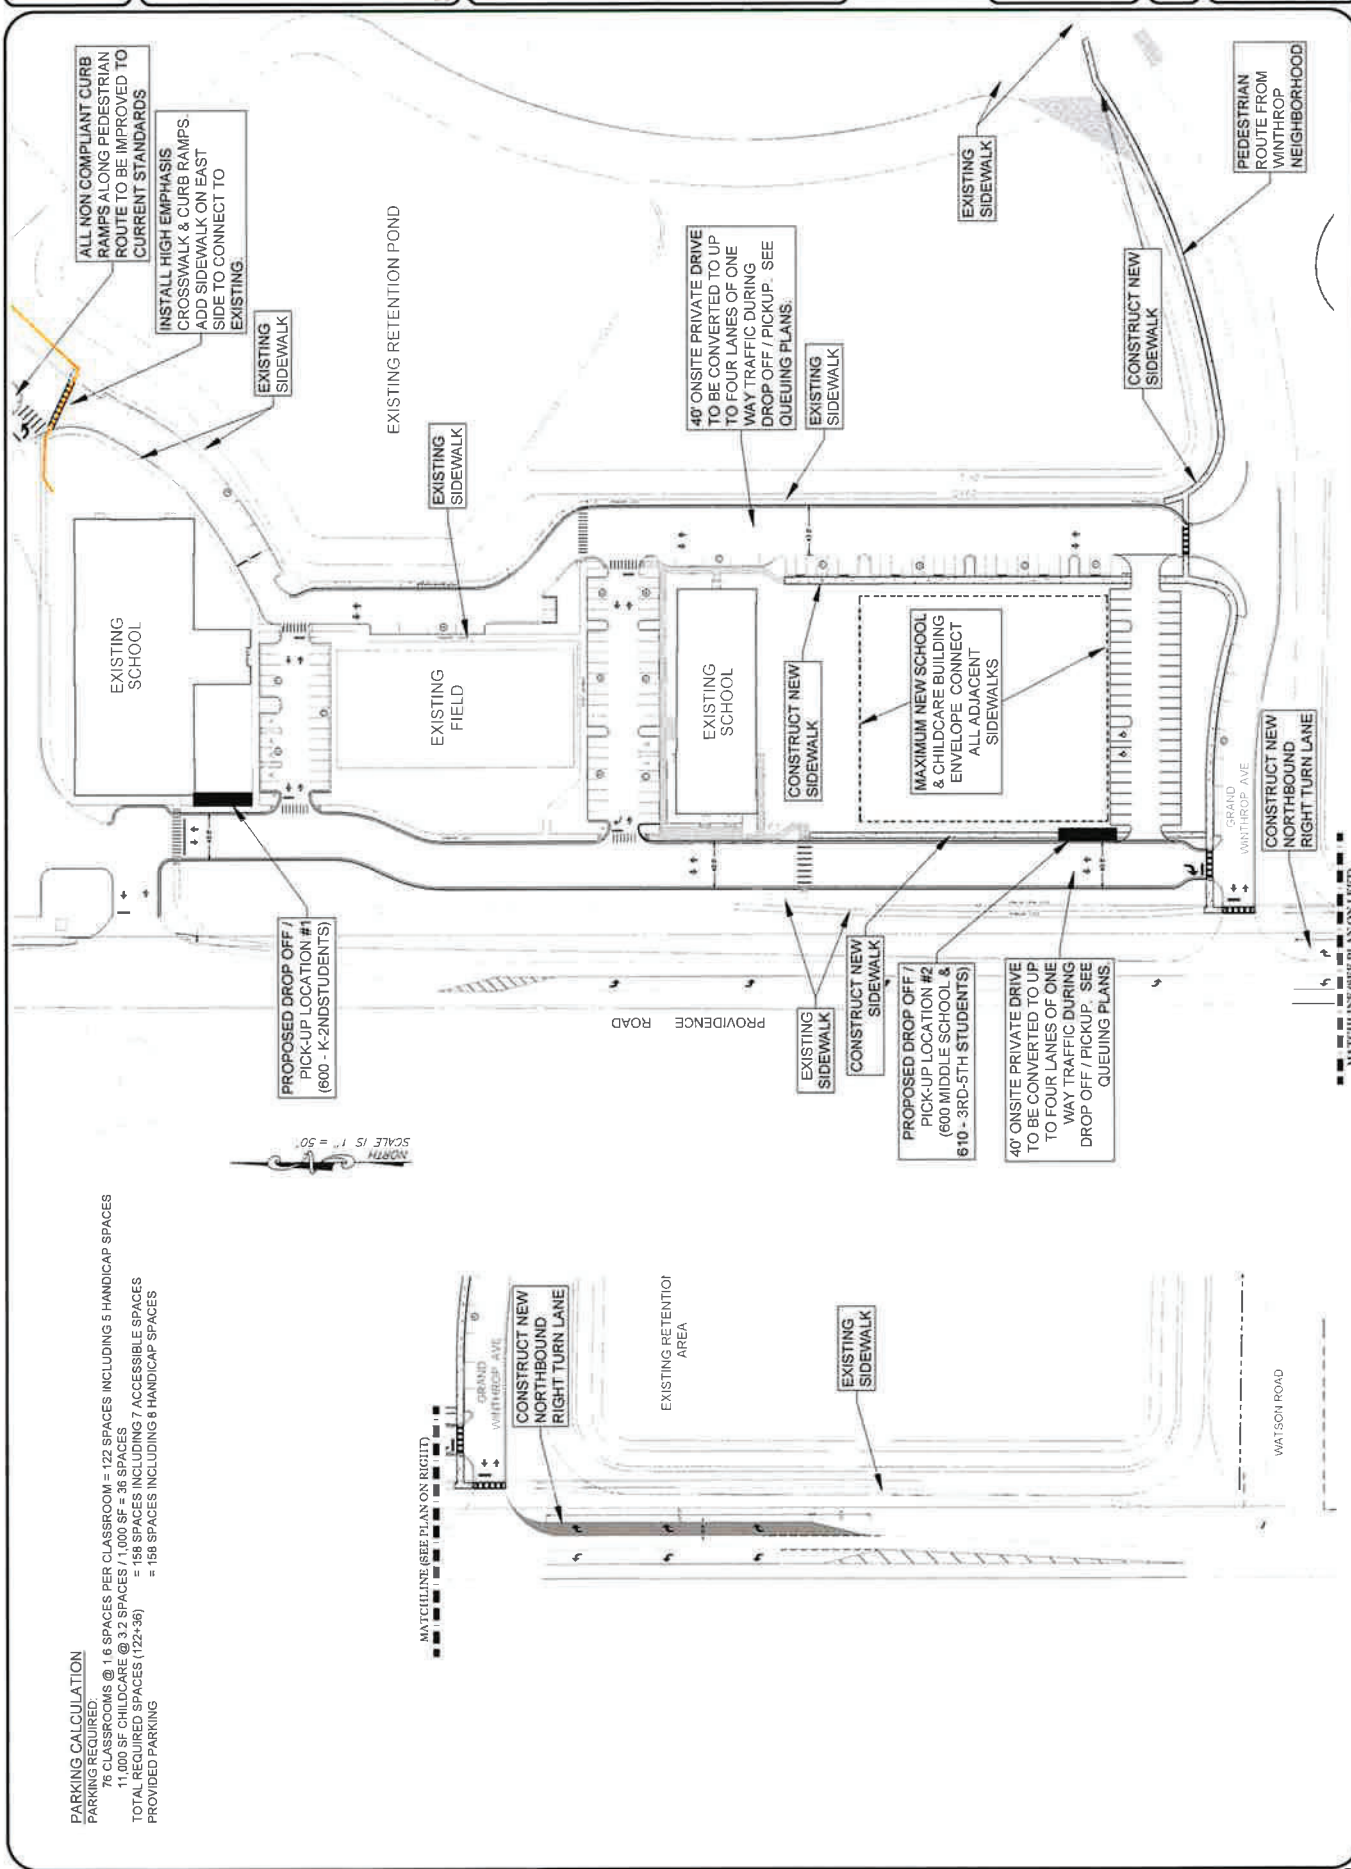 PARKING CALCULATION
PARKING REQUIRED:
76 CLASSROOMS @ 1.6 SPACES PER CLASSROOM = 122 SPACES INCLUDING 5 HANDICAP SPACES
11,000 SF CHILDCARE @ 3.2 SPACES / 1,000 SF = 36 SPACES
TOTAL REQUIRED SPACES (122+36) = 158 SPACES INCLUDING 7 ACCESSIBLE SPACES
PROVIDED PARKING = 158 SPACES INCLUDING 8 HANDICAP SPACES
NORTH
SCALE IS 1" = 50'
ALL NON COMPLIANT CURB
RAMPS ALONG PEDESTRIAN
ROUTE TO BE IMPROVED TO
CURRENT STANDARDS
INSTALL HIGH EMPHASIS
CROSSWALK & CURB RAMPS.
ADD SIDEWALK ON EAST
SIDE TO CONNECT TO
EXISTING.
EXISTING
SIDEWALK
EXISTING RETENTION POND
EXISTING
SCHOOL
PROPOSED DROP OFF /
PICK-UP LOCATION #1
(600 - K-2NDSTUDENTS)
EXISTING
SIDEWALK
EXISTING
FIELD
40' ONSITE PRIVATE DRIVE
TO BE CONVERTED TO UP
TO FOUR LANES OF ONE
WAY TRAFFIC DURING
DROP OFF / PICKUP. SEE
QUEUING PLANS.
EXISTING
SIDEWALK
EXISTING
SCHOOL
PROVIDENCE ROAD
CONSTRUCT NEW
SIDEWALK
EXISTING
SIDEWALK
CONSTRUCT NEW
SIDEWALK
MAXIMUM NEW SCHOOL
& CHILDCARE BUILDING
ENVELOPE CONNECT
ALL ADJACENT
SIDEWALKS
PROPOSED DROP OFF /
PICK-UP LOCATION #2
(600 MIDDLE SCHOOL &
610 - 3RD-5TH STUDENTS)
40' ONSITE PRIVATE DRIVE
TO BE CONVERTED TO UP
TO FOUR LANES OF ONE
WAY TRAFFIC DURING
DROP OFF / PICKUP. SEE
QUEUING PLANS.
EXISTING
SIDEWALK
CONSTRUCT NEW
SIDEWALK
PEDESTRIAN
ROUTE FROM
WINTHROP
NEIGHBORHOOD
GRAND
WINTHROP AVE
CONSTRUCT NEW
NORTHBOUND
RIGHT TURN LANE
MATCHLINE (SEE PLAN ON LEFT)
MATCHLINE (SEE PLAN ON RIGHT)
GRAND
WINTHROP AVE
CONSTRUCT NEW
NORTHBOUND
RIGHT TURN LANE
EXISTING RETENTION
AREA
EXISTING
SIDEWALK
WATSON ROAD